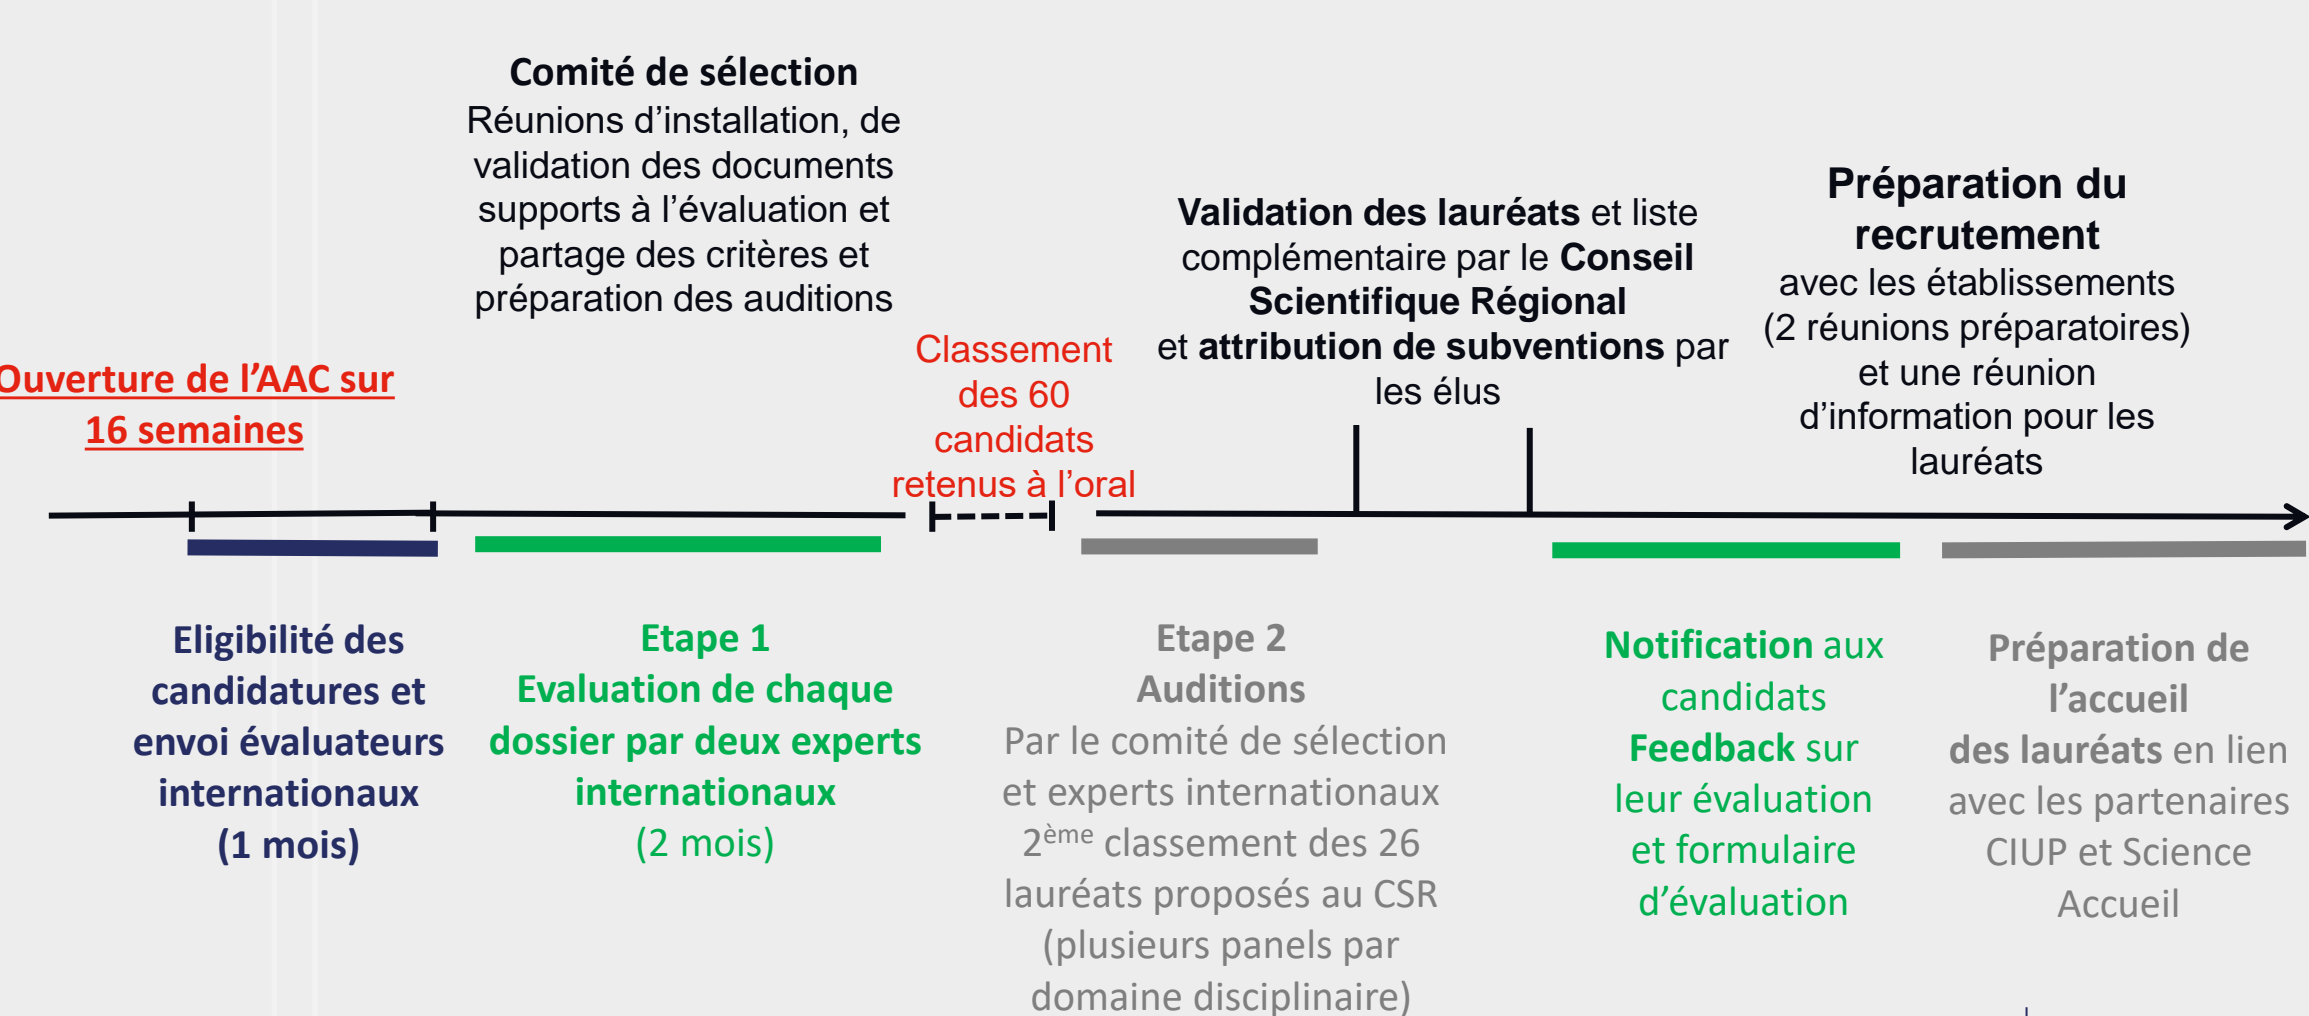 Comité de sélection
Réunions d’installation, de
validation des documents
supports à l’évaluation et
partage des critères et
préparation des auditions
Ouverture de l’AAC sur
16 semaines
Classement
des 60
candidats
retenus à l’oral
Validation des lauréats et liste
complémentaire par le Conseil
Scientifique Régional
et attribution de subventions par
les élus
Préparation du
recrutement
avec les établissements
(2 réunions préparatoires)
et une réunion
d’information pour les
lauréats
Eligibilité des
candidatures et
envoi évaluateurs
internationaux
(1 mois)
Etape 1
Evaluation de chaque
dossier par deux experts
internationaux
(2 mois)
Etape 2
Auditions
Par le comité de sélection
et experts internationaux
2ème classement des 26
lauréats proposés au CSR
(plusieurs panels par
domaine disciplinaire)
Notification aux
candidats
Feedback sur
leur évaluation
et formulaire
d’évaluation
Préparation de
l’accueil
des lauréats en lien
avec les partenaires
CIUP et Science
Accueil